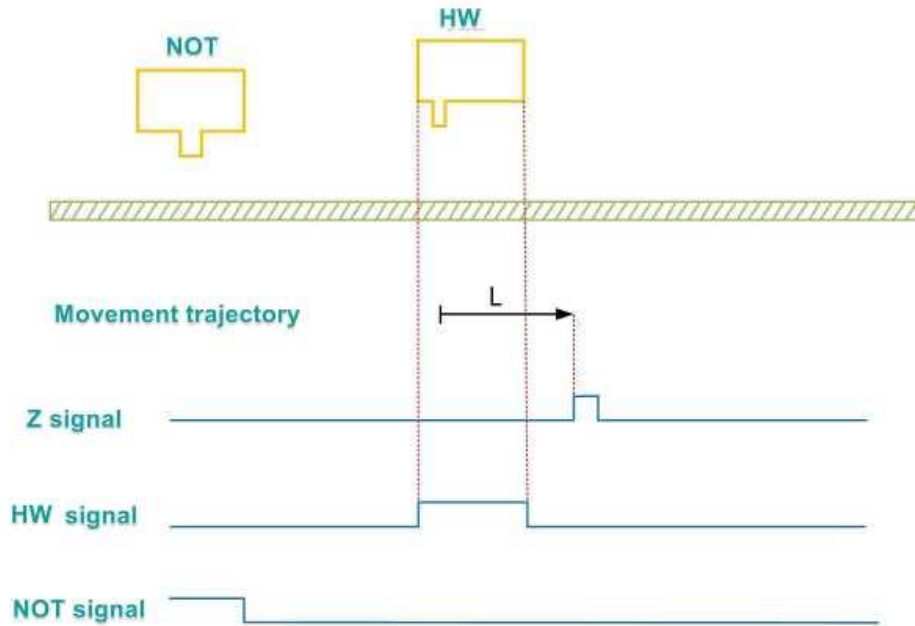 HW
NOT
L
Movement trajectory
Z signal
HW signal
NOT signal